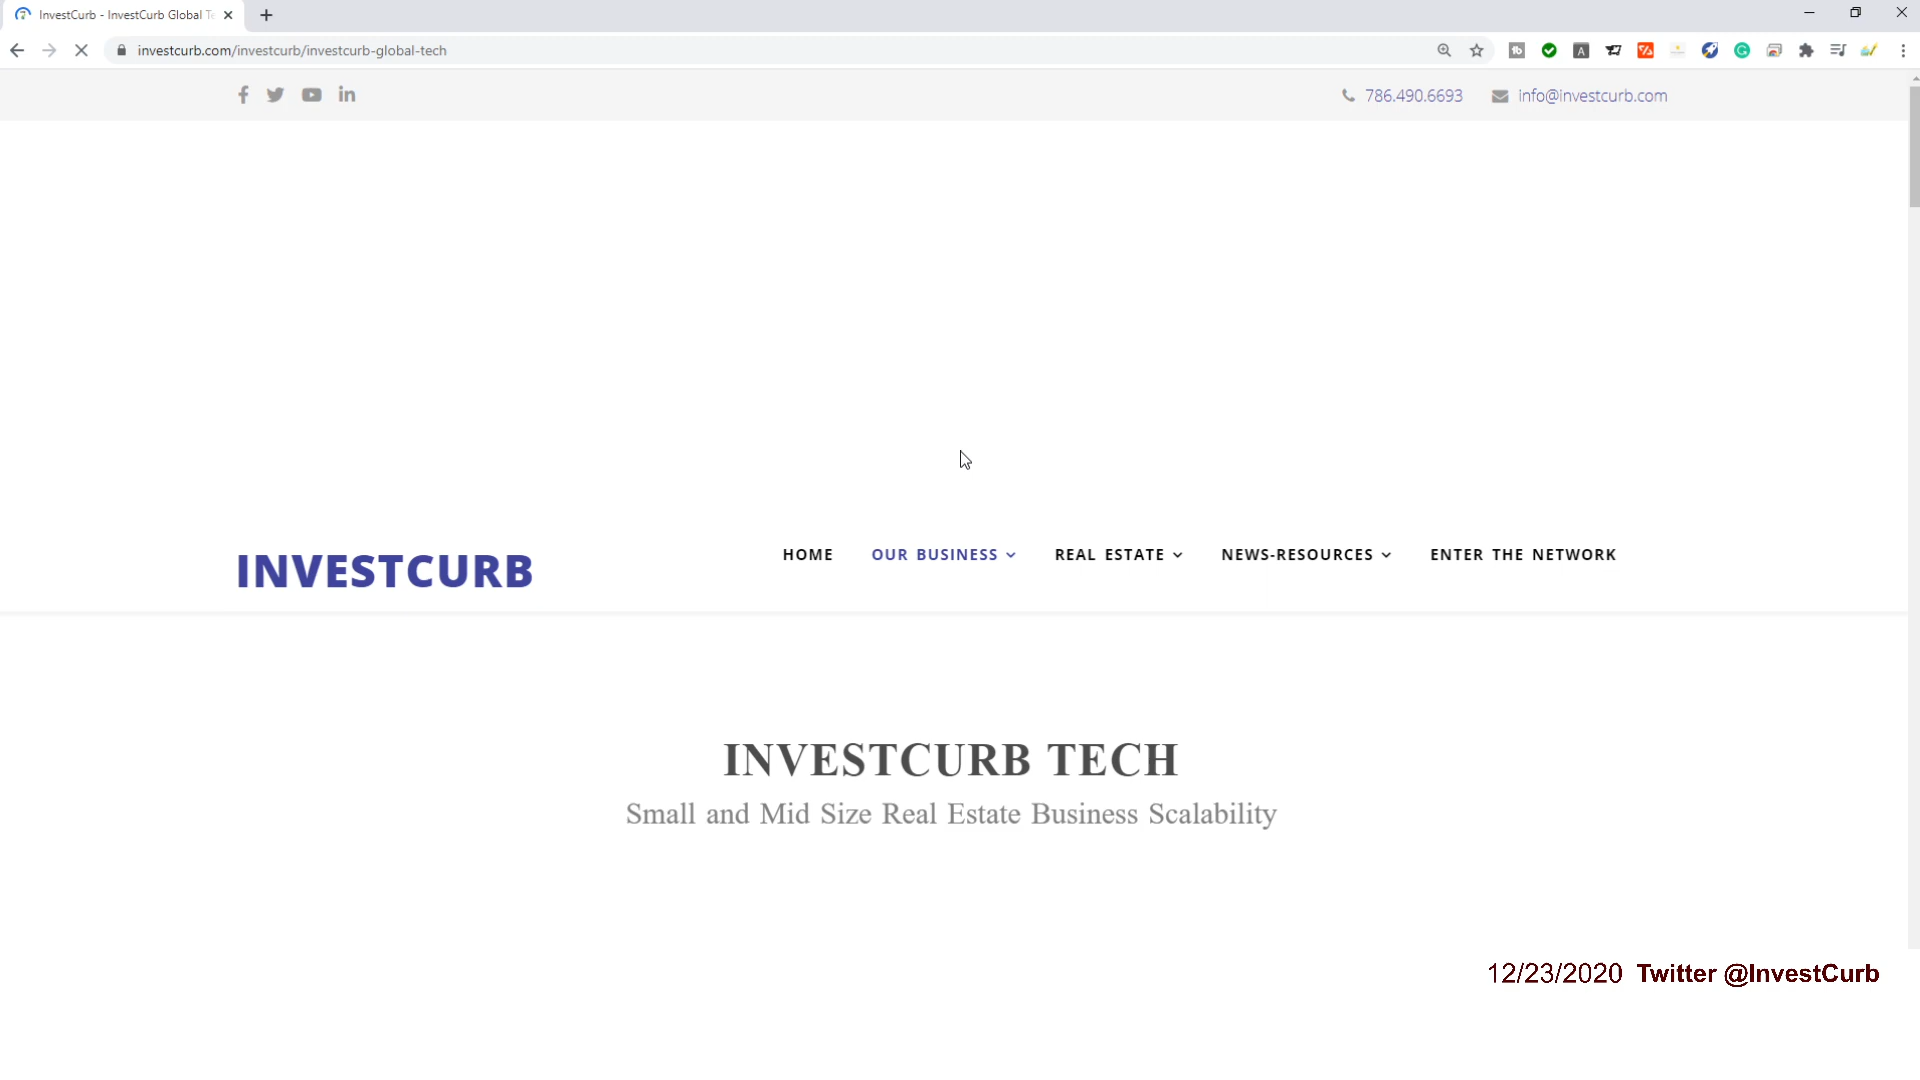 InvestCurb - InvestCurb Global Te
investcurb.com/investcurb/investcurb-global-tech
786.490.6693 info@investcurb.com
INVESTCURB
HOME OUR BUSINESS REAL ESTATE NEWS-RESOURCES ENTER THE NETWORK
INVESTCURB TECH
Small and Mid Size Real Estate Business Scalability
12/23/2020 Twitter @InvestCurb